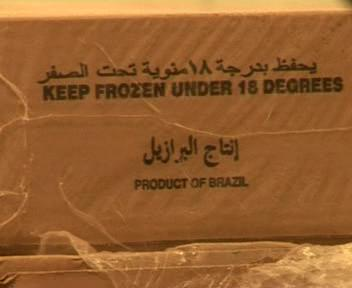 يحفظ بدرجة ١٨ مئوية تحت الصفر
KEEP FROZEN UNDER 18 DEGREES
إنتاج البرازيل
PRODUCT OF BRAZIL